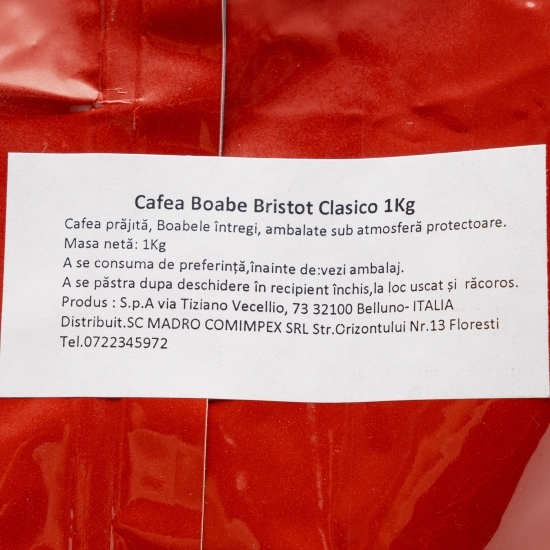 Cafea Boabe Bristot Clasico 1Kg
Cafea prăjită, Boabele întregi, ambalate sub atmosferă protectoare.
Masa netă: 1Kg
A se consuma de preferință,înainte de:vezi ambalaj.
A se păstra dupa deschidere în recipient închis,la loc uscat și răcoros.
Produs : S.p.A via Tiziano Vecellio, 73 32100 Belluno- ITALIA
Distribuit.SC MADRO COMIMPEX SRL Str.Orizontului Nr.13 Floresti
Tel.0722345972